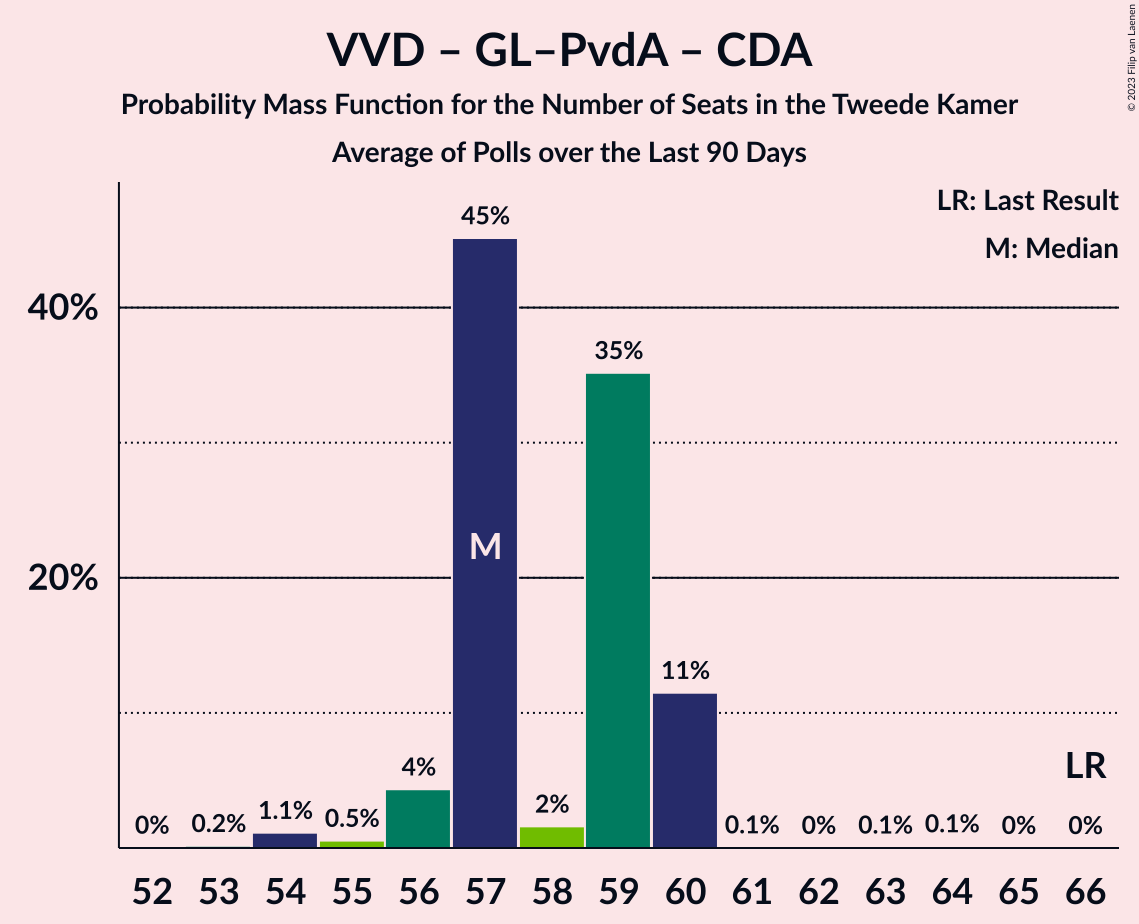 VVD – GL–PvdA – CDA
Probability Mass Function for the Number of Seats in the Tweede Kamer
Average of Polls over the Last 90 Days
© 2023 Filip van Laenen
LR: Last Result
M: Median
45%
40%
35%
M
20%
11%
LR
4%
2%
1.1%
0.5%
0% 0.2% 0.1% 0% 0.1% 0.1% 0% 0%
52 53 54 55 56 57 58 59 60 61 62 63 64 65 66